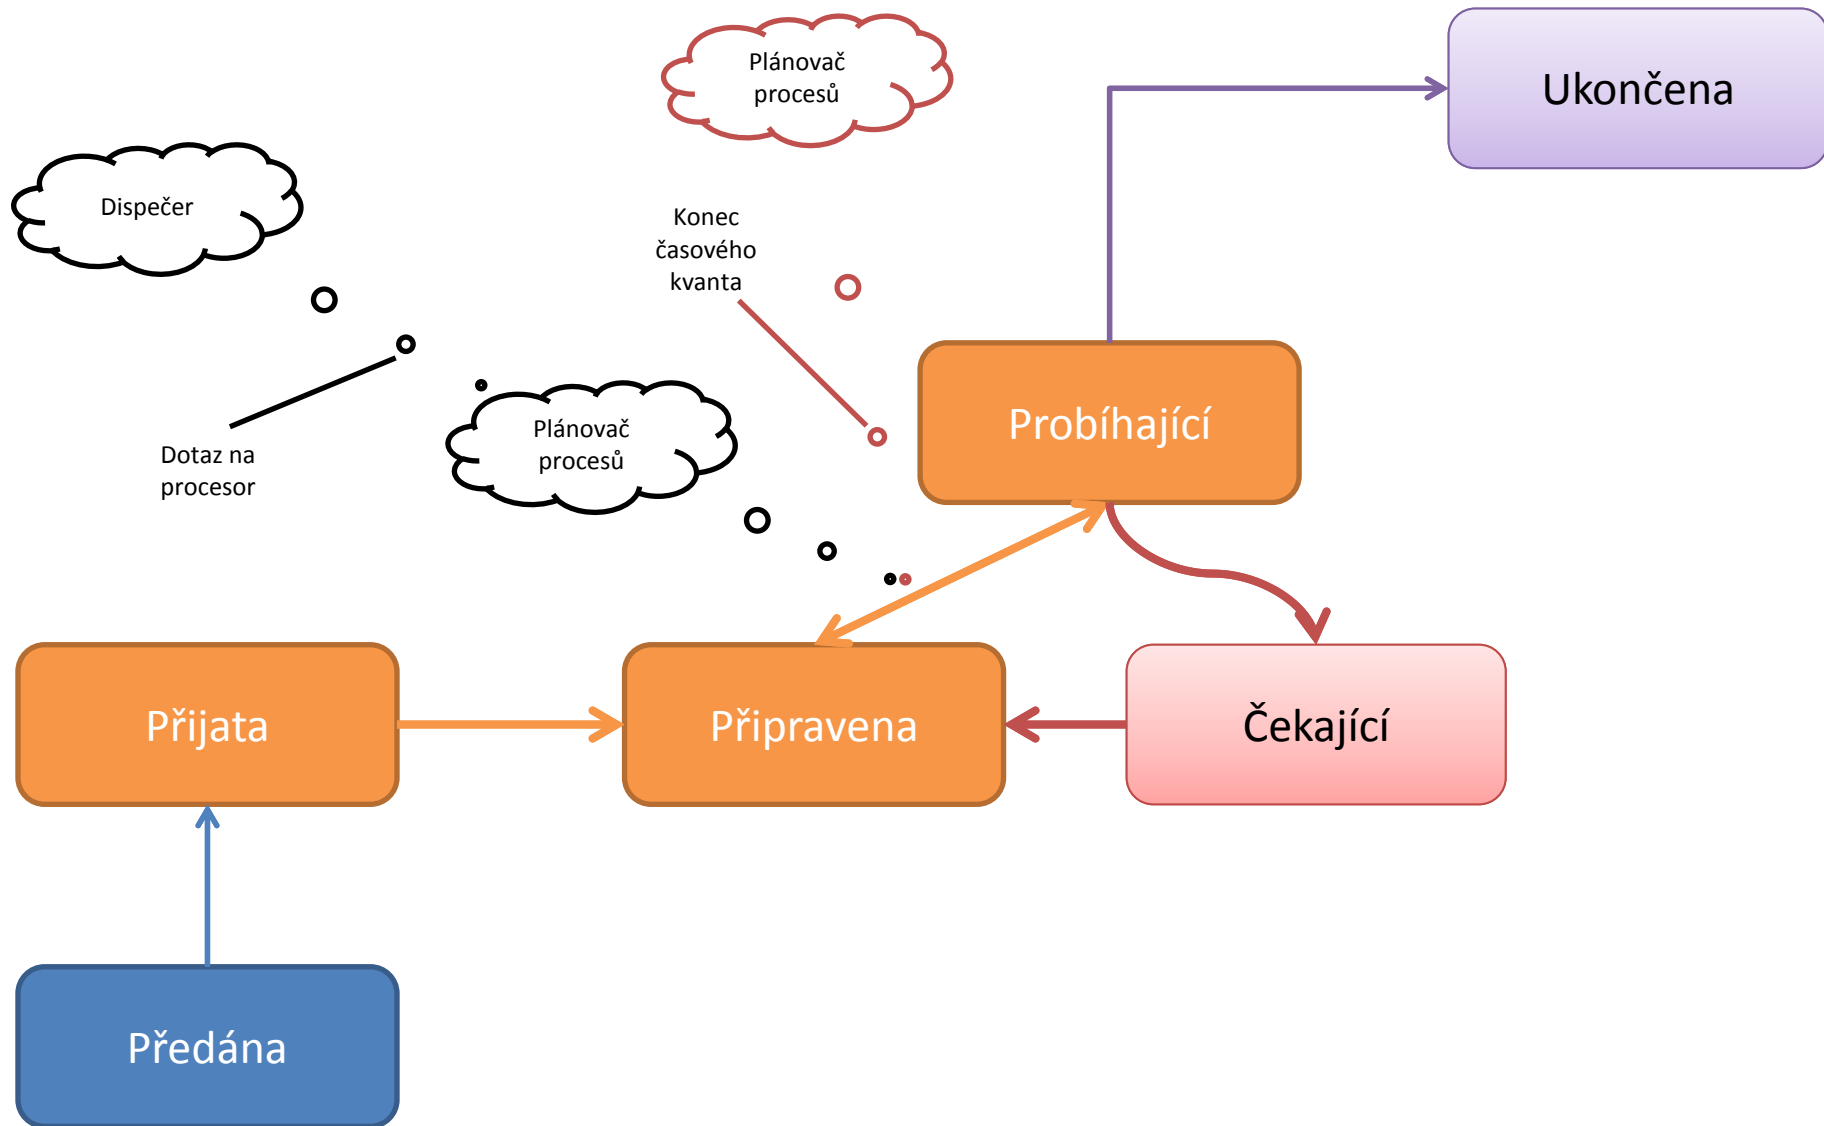 Plánovač
procesů
Ukončena
Dispečer
Konec
časového
kvanta
Probíhající
Plánovač
procesů
Dotaz na
procesor
Přijata
Připravena
Čekající
Předána